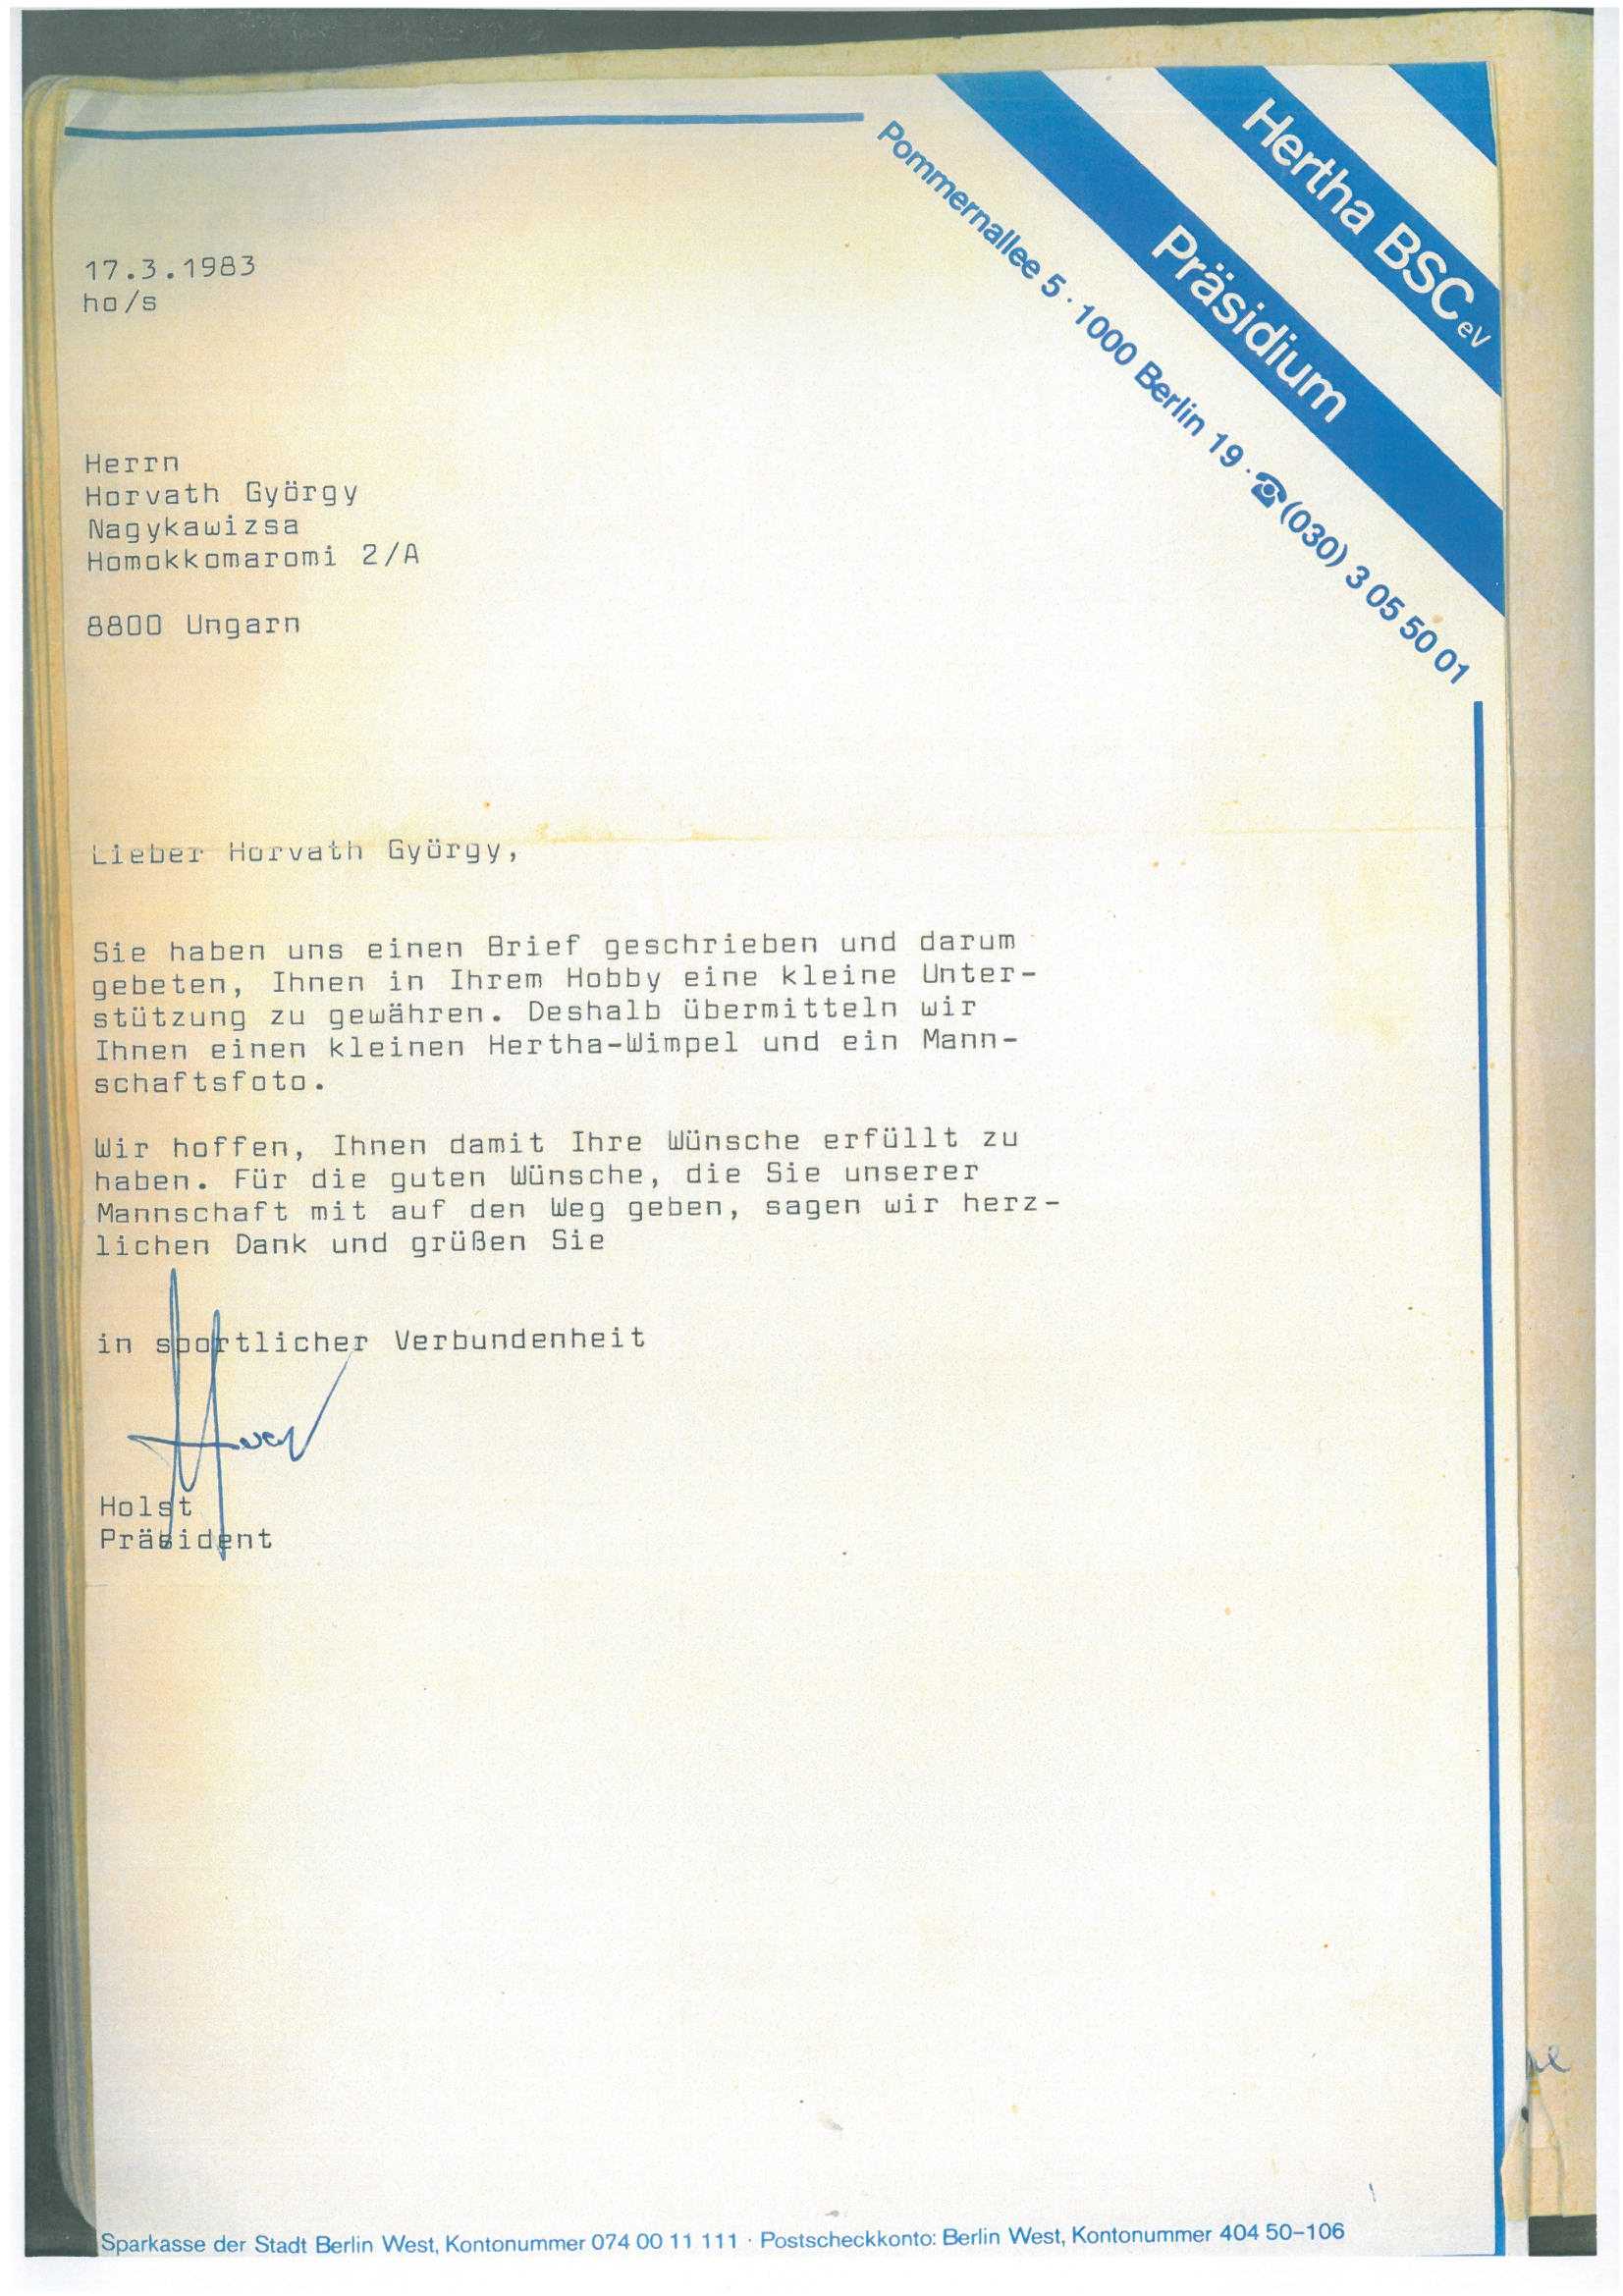 Hertha BSC eV
Präsidium
Pommernallee 5 · 1000 Berlin 19 · ☎ (030) 3 05 50 01
17.3.1983
ho/s
Herrn
Horvath György
Nagykawizsa
Homokkomaromi 2/A
8800 Ungarn
Lieber Horvath György,
Sie haben uns einen Brief geschrieben und darum
gebeten, Ihnen in Ihrem Hobby eine kleine Unter-
stützung zu gewähren. Deshalb übermitteln wir
Ihnen einen kleinen Hertha-Wimpel und ein Mann-
schaftsfoto.
Wir hoffen, Ihnen damit Ihre Wünsche erfüllt zu
haben. Für die guten Wünsche, die Sie unserer
Mannschaft mit auf den Weg geben, sagen wir herz-
lichen Dank und grüßen Sie
in sportlicher Verbundenheit
Holst
Präsident
Sparkasse der Stadt Berlin West, Kontonummer 074 00 11 111 · Postscheckkonto: Berlin West, Kontonummer 404 50-106